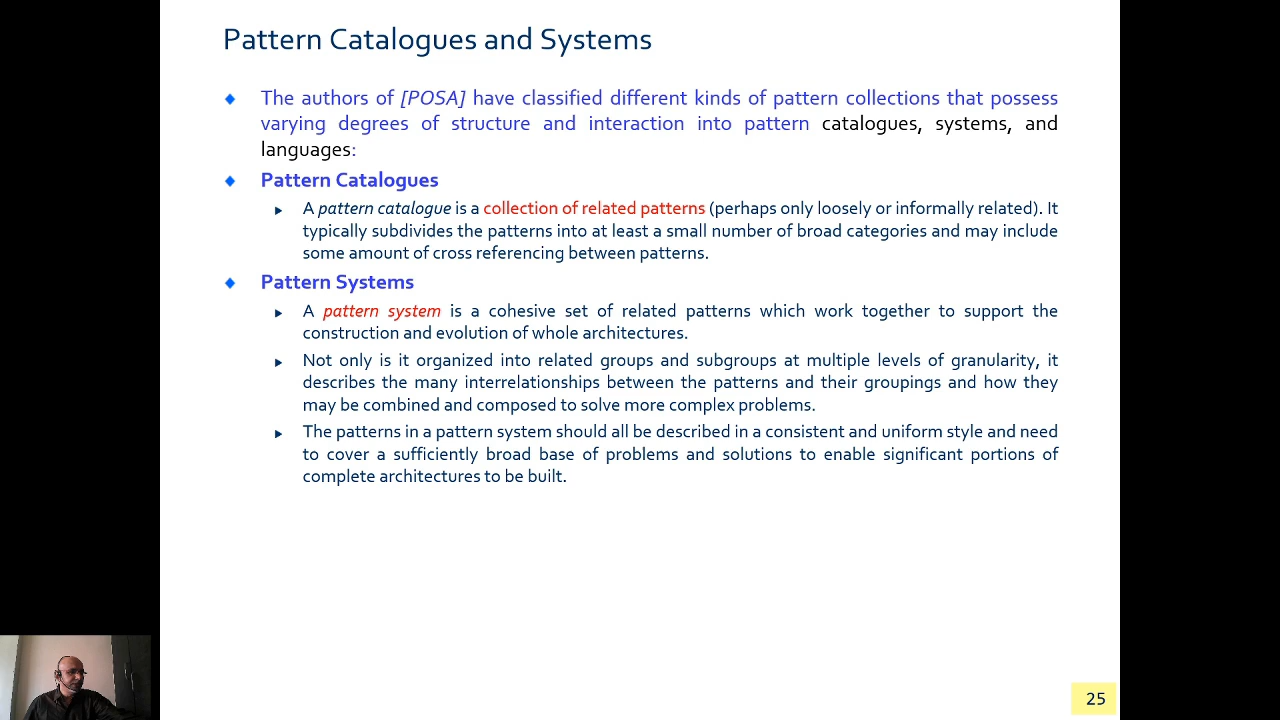 Pattern Catalogues and Systems
The authors of [POSA] have classified different kinds of pattern collections that possess
varying degrees of structure and interaction into pattern catalogues, systems, and
languages:
Pattern Catalogues
A pattern catalogue is a collection of related patterns (perhaps only loosely or informally related). It
typically subdivides the patterns into at least a small number of broad categories and may include
some amount of cross referencing between patterns.
Pattern Systems
A pattern system is a cohesive set of related patterns which work together to support the
construction and evolution of whole architectures.
Not only is it organized into related groups and subgroups at multiple levels of granularity, it
describes the many interrelationships between the patterns and their groupings and how they
may be combined and composed to solve more complex problems.
The patterns in a pattern system should all be described in a consistent and uniform style and need
to cover a sufficiently broad base of problems and solutions to enable significant portions of
complete architectures to be built.
25